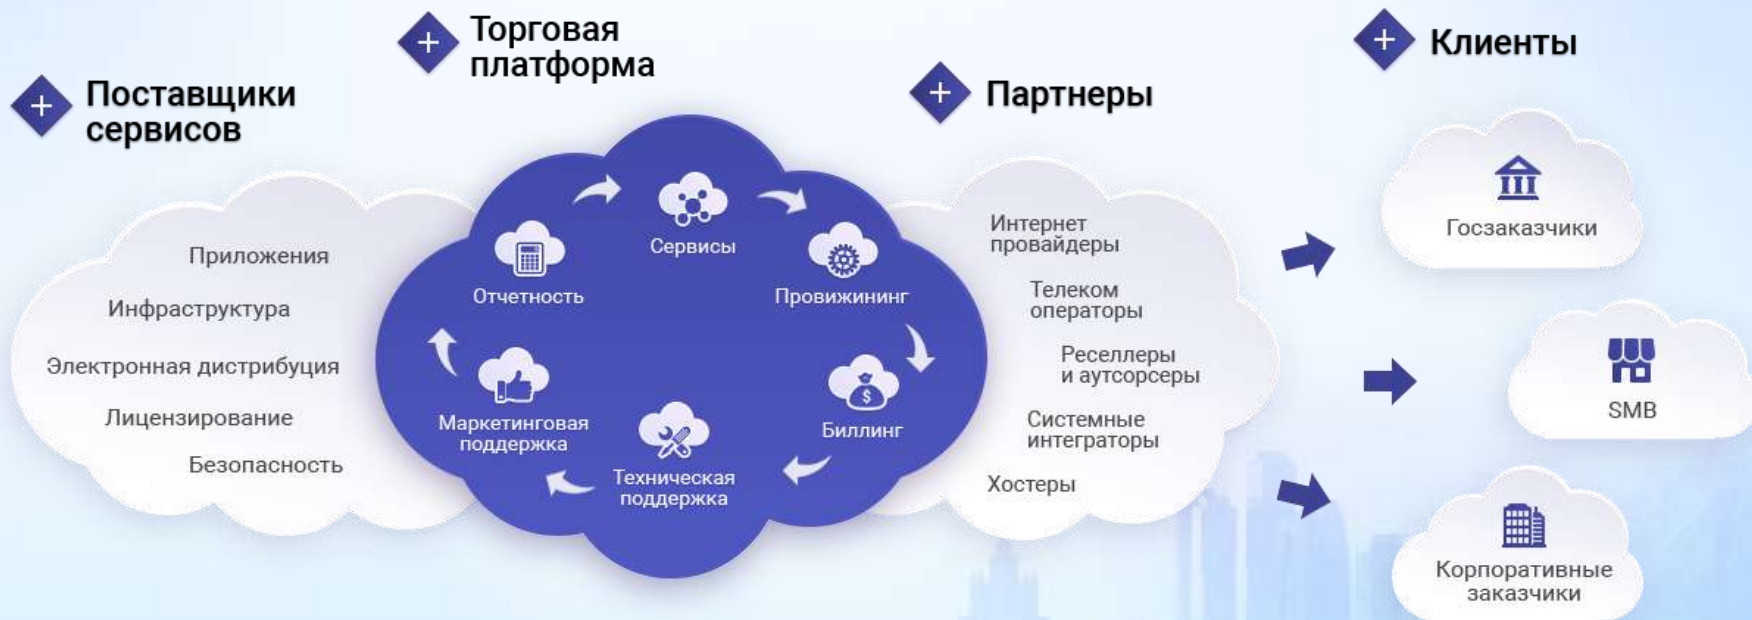 Поставщики
сервисов
Приложения
Инфраструктура
Электронная дистрибуция
Лицензирование
Безопасность
Торговая
платформа
Сервисы
Провижининг
Биллинг
$
Техническая
поддержка
Маркетинговая
поддержка
Отчетность
Партнеры
Интернет
провайдеры
Телеком
операторы
Реселлеры
и аутсорсеры
Системные
интеграторы
Хостеры
Клиенты
Госзаказчики
SMB
Корпоративные
заказчики